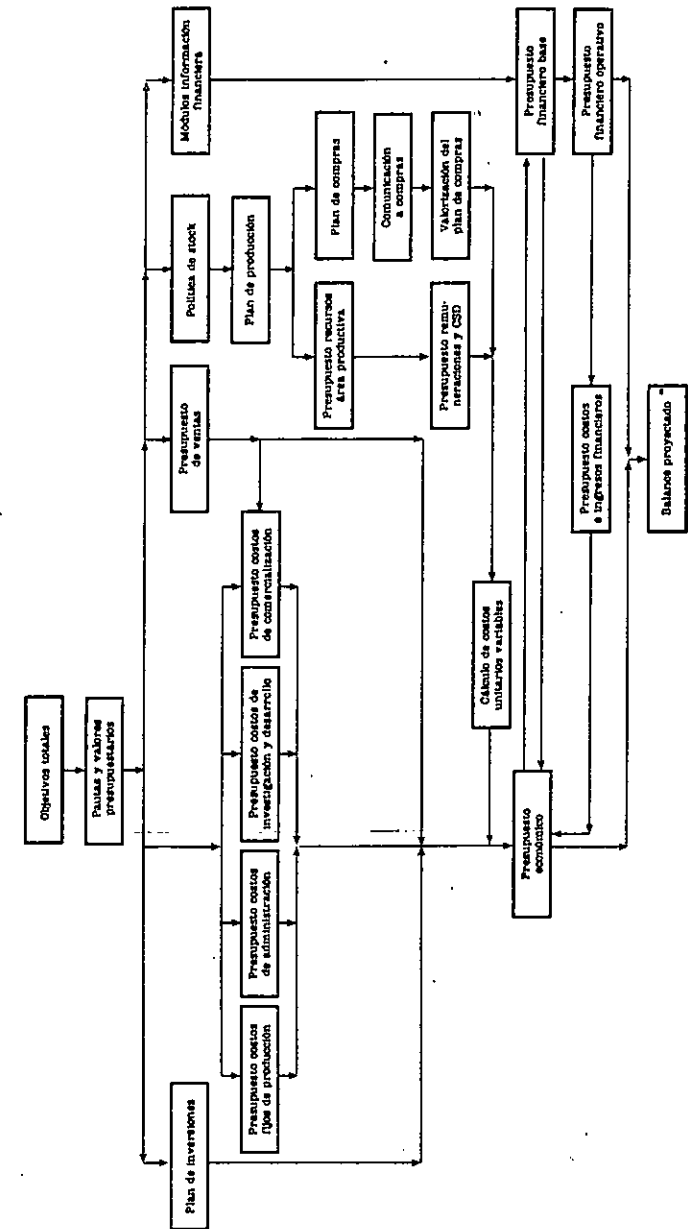 Objetivos totales
Pautas y valores
presupuestarios
Plan de inversiones
Presupuesto
de ventas
Política de stock
Módulos información
financiera
Plan de producción
Presupuesto costos
fijos de producción
Presupuesto costos
de administración
Presupuesto costos de
investigación y desarrollo
Presupuesto costos
de comercialización
Presupuesto recursos
área productiva
Plan de compras
Comunicación
a compras
Presupuesto remu-
neraciones y CSD
Valorización del
plan de compras
Cálculo de costos
unitarios variables
Presupuesto
económico
Presupuesto
financiero base
Presupuesto costos
e ingresos financieros
Presupuesto
financiero operativo
Balance proyectado